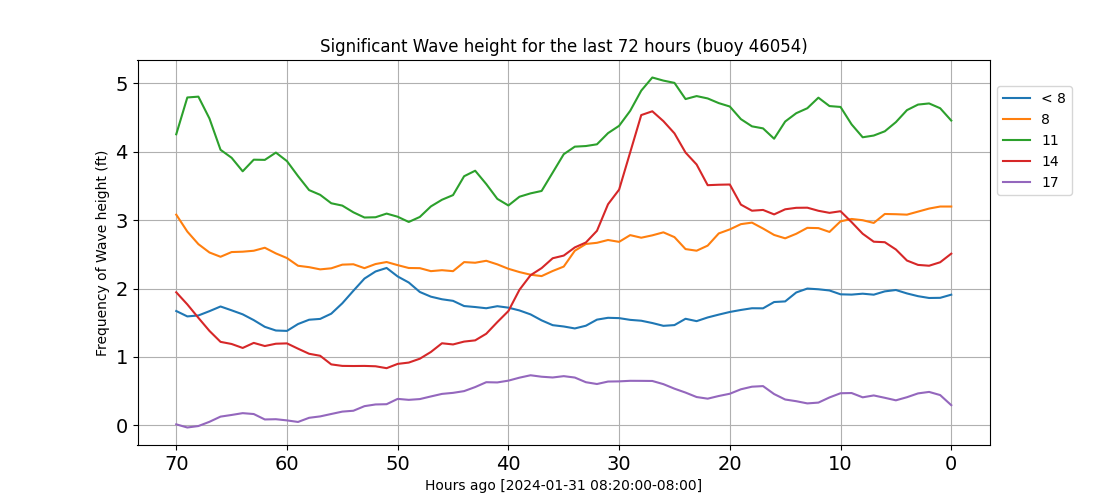 Significant Wave height for the last 72 hours (buoy 46054)
Frequency of Wave height (ft)
5
4
3
2
1
0
70 60 50 40 30 20 10 0
Hours ago [2024-01-31 08:20:00-08:00]
< 8
8
11
14
17